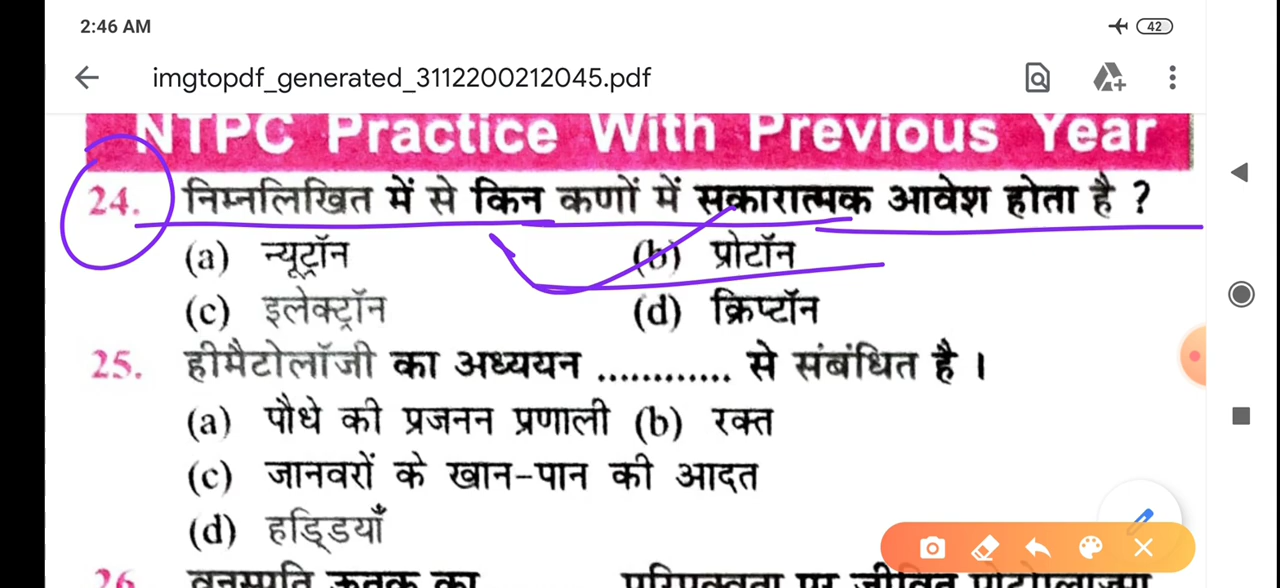 2:46 AM
42
imgtopdf_generated_3112200212045.pdf
NTPC Practice With Previous Year
24. निम्नलिखित में से किन कणों में सकारात्मक आवेश होता है ?
(a) न्यूट्रॉन (b) प्रोटॉन
(c) इलेक्ट्रॉन (d) क्रिप्टॉन
25. हीमैटोलॉजी का अध्ययन ............ से संबंधित है ।
(a) पौधे की प्रजनन प्रणाली (b) रक्त
(c) जानवरों के खान-पान की आदत
(d) हड्डियाँ
26